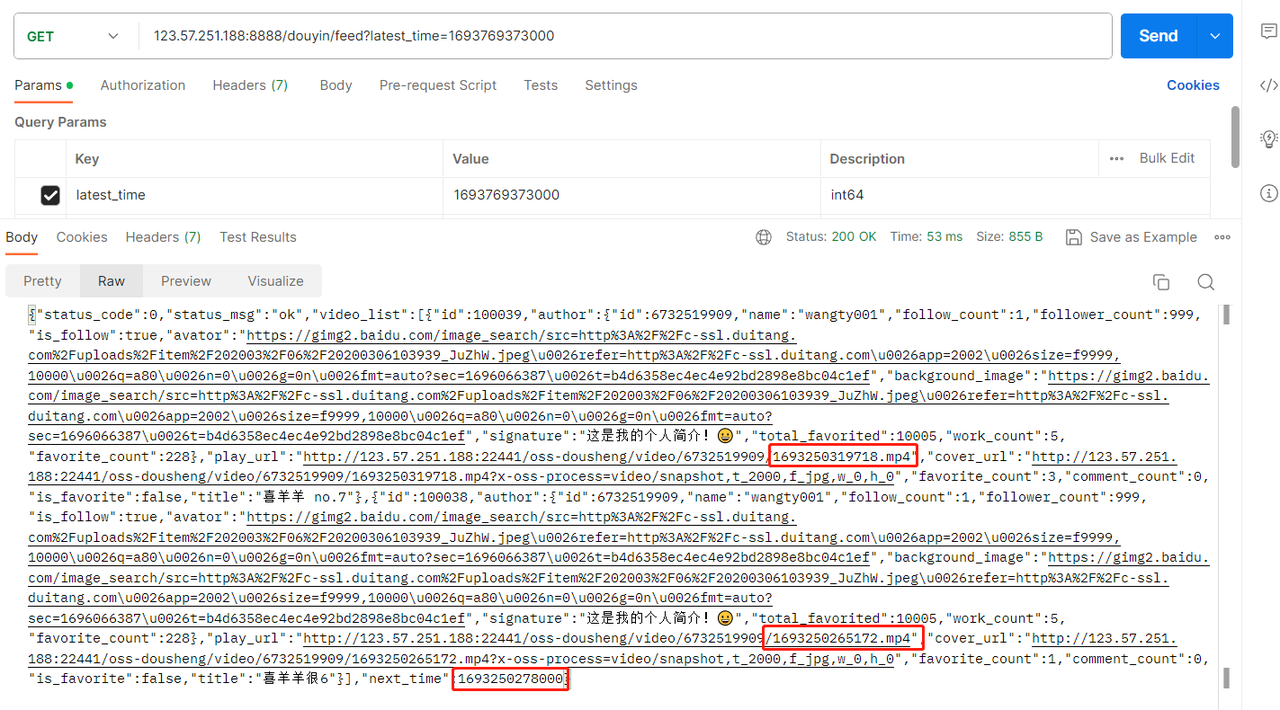 GET 123.57.251.188:8888/douyin/feed?latest_time=1693769373000 Send
Params Authorization Headers (7) Body Pre-request Script Tests Settings Cookies
Query Params
Key Value Description ••• Bulk Edit
latest_time 1693769373000 int64
Body Cookies Headers (7) Test Results Status: 200 OK Time: 53 ms Size: 855 B Save as Example
Pretty Raw Preview Visualize
{"status_code":0,"status_msg":"ok","video_list":[{"id":100039,"author":{"id":6732519909,"name":"wangty001","follow_count":1,"follower_count":999,
"is_follow":true,"avator":"https://gimg2.baidu.com/image_search/src=http%3A%2F%2Fc-ssl.duitang.
com%2Fuploads%2Fitem%2F202003%2F06%2F20200306103939_JuZhW.jpeg\u0026refer=http%3A%2F%2Fc-ssl.duitang.com\u0026app=2002\u0026size=f9999,
10000\u0026q=a80\u0026n=0\u0026g=0n\u0026fmt=auto?sec=1696066387\u0026t=b4d6358ec4ec4e92bd2898e8bc04c1ef","background_image":"https://gimg2.baidu.
com/image_search/src=http%3A%2F%2Fc-ssl.duitang.com%2Fuploads%2Fitem%2F202003%2F06%2F20200306103939_JuZhW.jpeg\u0026refer=http%3A%2F%2Fc-ssl.
duitang.com\u0026app=2002\u0026size=f9999,10000\u0026q=a80\u0026n=0\u0026g=0n\u0026fmt=auto?
sec=1696066387\u0026t=b4d6358ec4ec4e92bd2898e8bc04c1ef","signature":"这是我的个人简介！😀","total_favorited":10005,"work_count":5,
"favorite_count":228},"play_url":"http://123.57.251.188:22441/oss-dousheng/video/6732519909/1693250319718.mp4","cover_url":"http://123.57.251.
188:22441/oss-dousheng/video/6732519909/1693250319718.mp4?x-oss-process=video/snapshot,t_2000,f_jpg,w_0,h_0","favorite_count":3,"comment_count":0,
"is_favorite":false,"title":"喜羊羊 no.7"},{"id":100038,"author":{"id":6732519909,"name":"wangty001","follow_count":1,"follower_count":999,
"is_follow":true,"avator":"https://gimg2.baidu.com/image_search/src=http%3A%2F%2Fc-ssl.duitang.
com%2Fuploads%2Fitem%2F202003%2F06%2F20200306103939_JuZhW.jpeg\u0026refer=http%3A%2F%2Fc-ssl.duitang.com\u0026app=2002\u0026size=f9999,
10000\u0026q=a80\u0026n=0\u0026g=0n\u0026fmt=auto?sec=1696066387\u0026t=b4d6358ec4ec4e92bd2898e8bc04c1ef","background_image":"https://gimg2.baidu.
com/image_search/src=http%3A%2F%2Fc-ssl.duitang.com%2Fuploads%2Fitem%2F202003%2F06%2F20200306103939_JuZhW.jpeg\u0026refer=http%3A%2F%2Fc-ssl.
duitang.com\u0026app=2002\u0026size=f9999,10000\u0026q=a80\u0026n=0\u0026g=0n\u0026fmt=auto?
sec=1696066387\u0026t=b4d6358ec4ec4e92bd2898e8bc04c1ef","signature":"这是我的个人简介！😀","total_favorited":10005,"work_count":5,
"favorite_count":228},"play_url":"http://123.57.251.188:22441/oss-dousheng/video/6732519909/1693250265172.mp4","cover_url":"http://123.57.251.
188:22441/oss-dousheng/video/6732519909/1693250265172.mp4?x-oss-process=video/snapshot,t_2000,f_jpg,w_0,h_0","favorite_count":1,"comment_count":0,
"is_favorite":false,"title":"喜羊羊很6"}],"next_time":1693250278000}